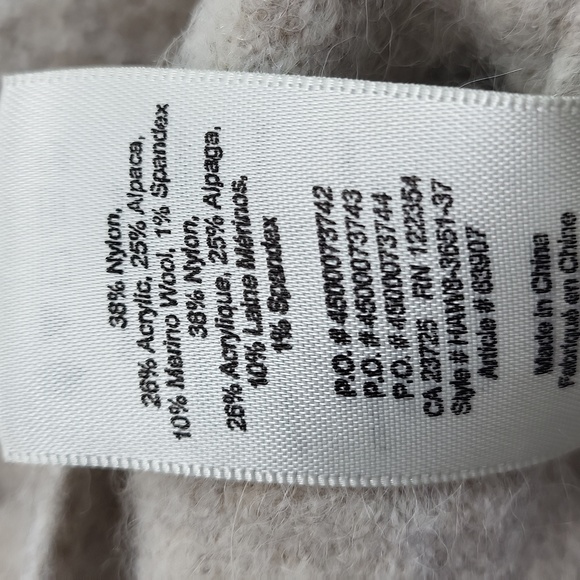 38% Nylon,
26% Acrylic, 25% Alpaca,
10% Merino Wool, 1% Spandex
38% Nylon,
26% Acrylique, 25% Alpaga,
10% Laine Mérinos,
1% Spandex
P.O. # 4500073742
P.O. # 4500073743
P.O. # 4500073744
CA 23725 RN 122354
Style # HAW8-3651-37
Article # 63907
Made in China
Fabriqué en Chine